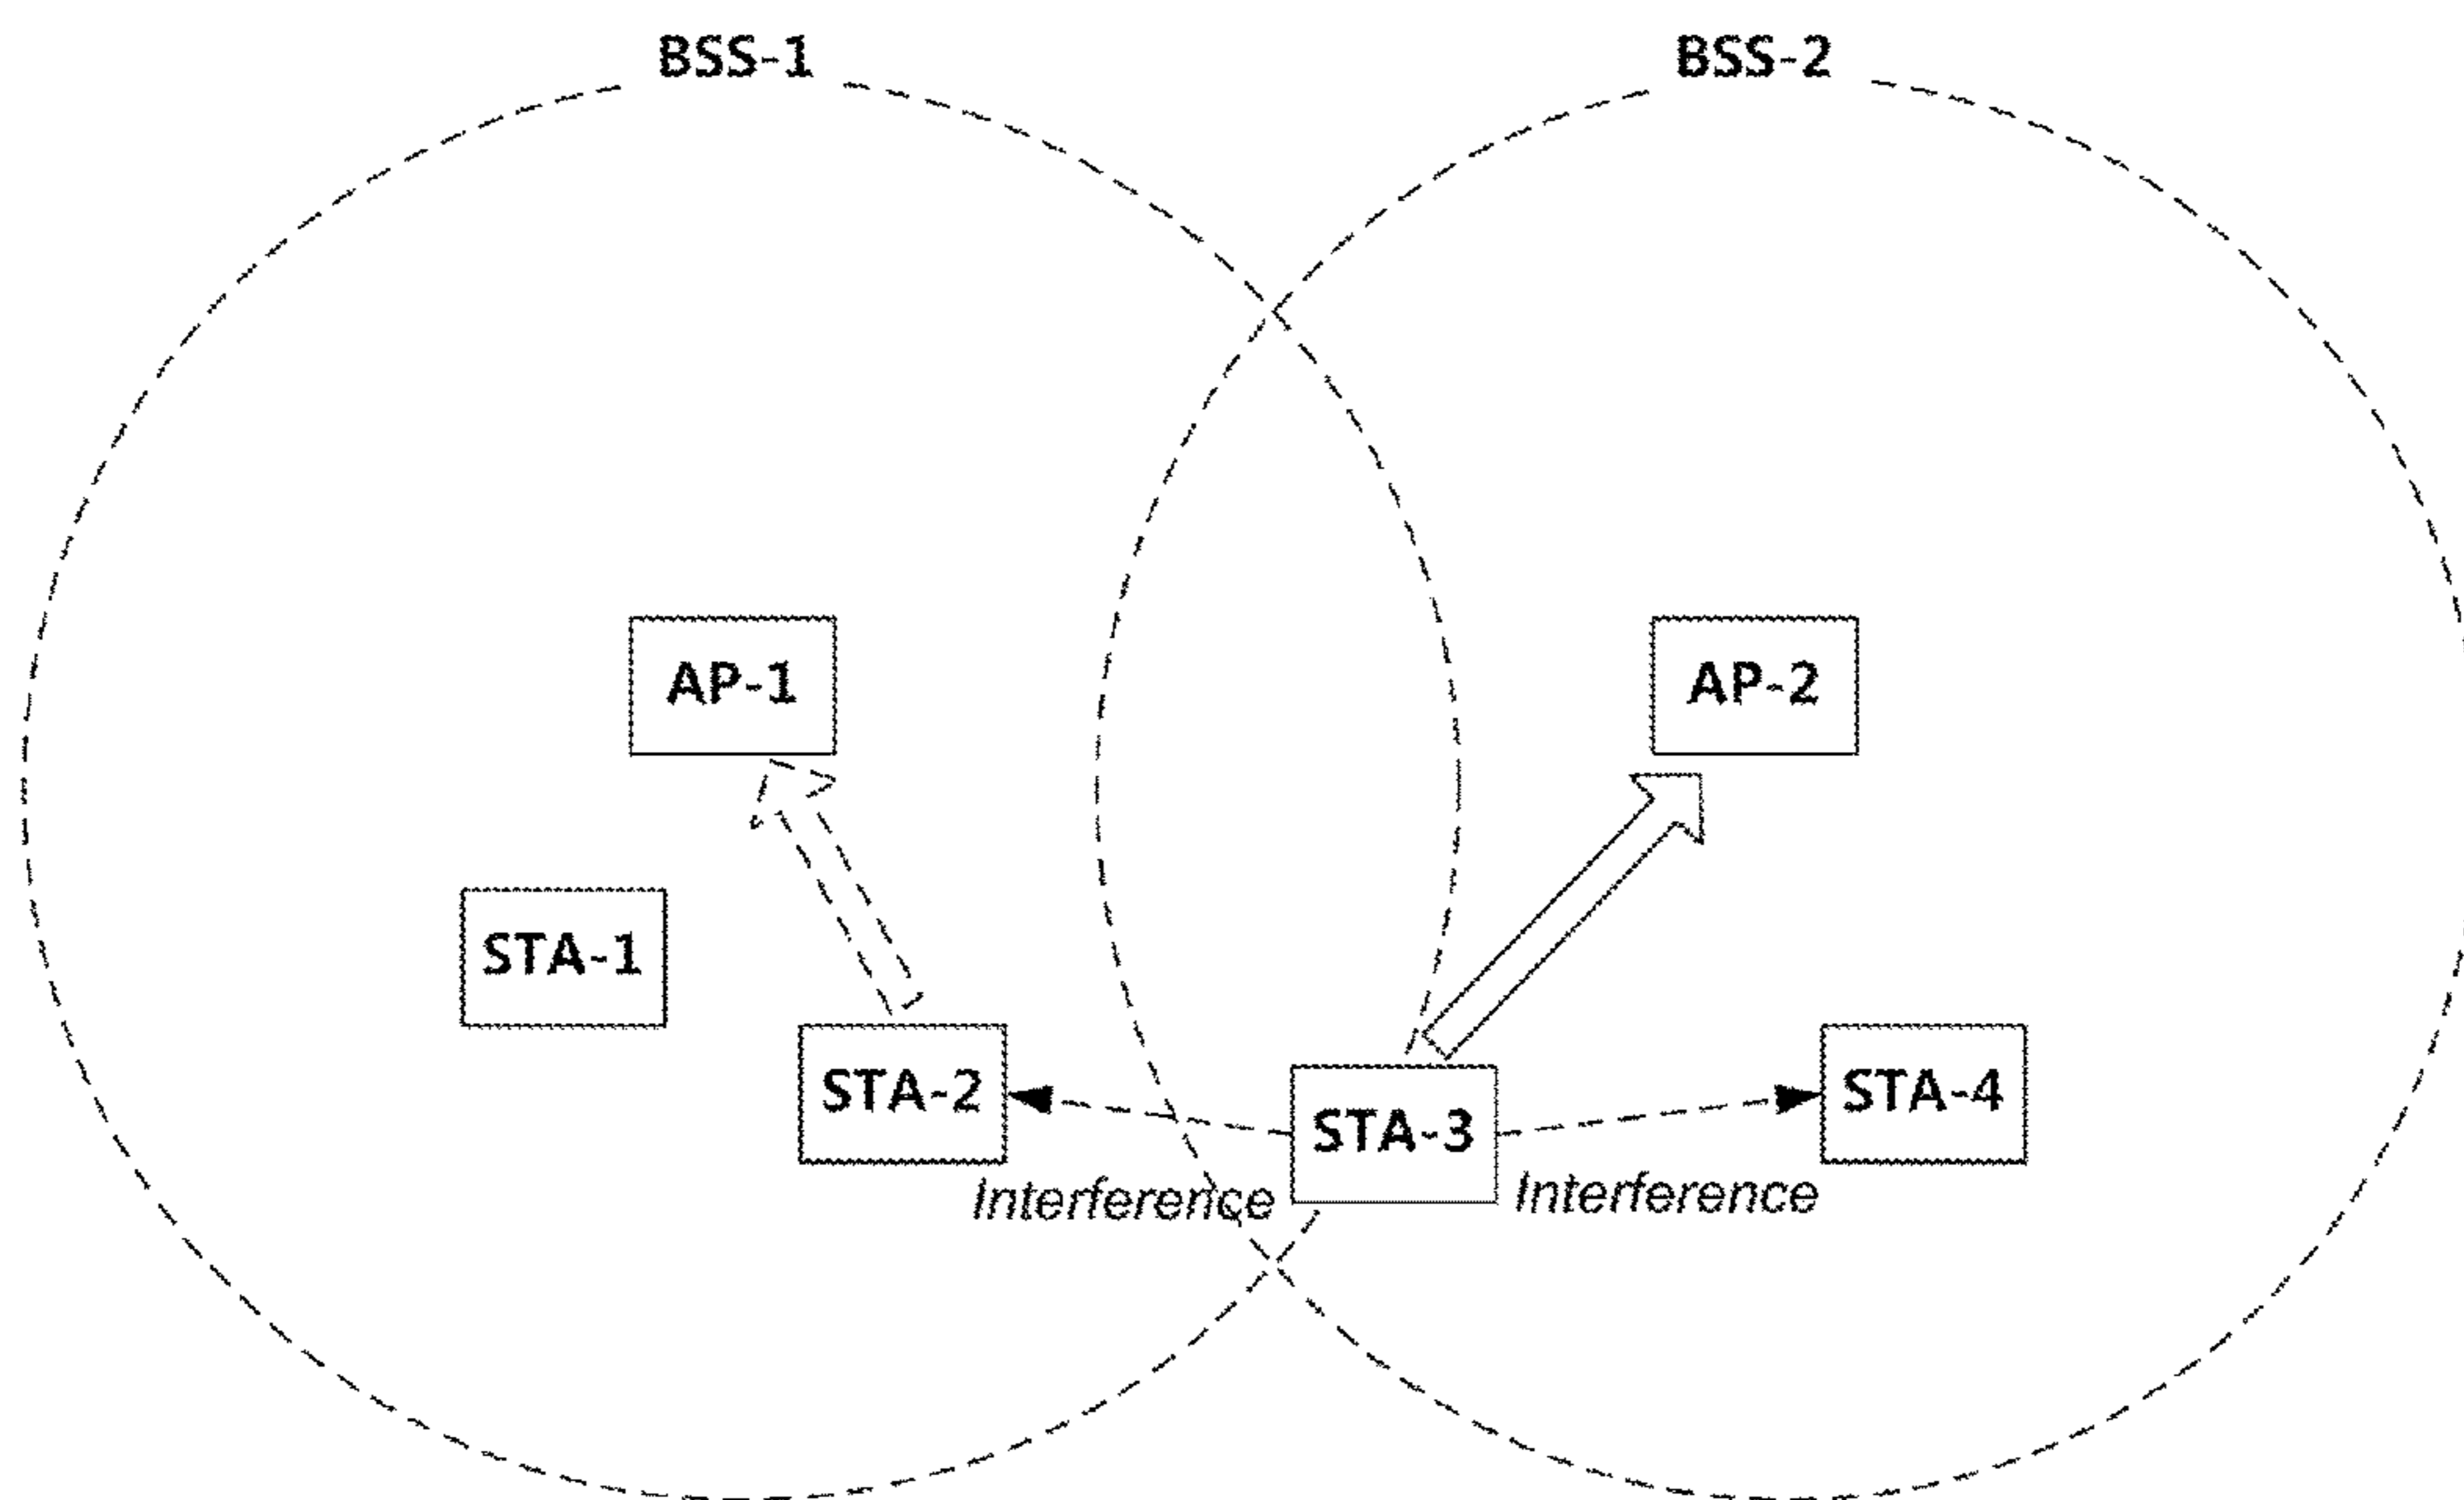 BSS-1
BSS-2
AP-1
AP-2
STA-1
STA-2
STA-3
STA-4
Interference
Interference